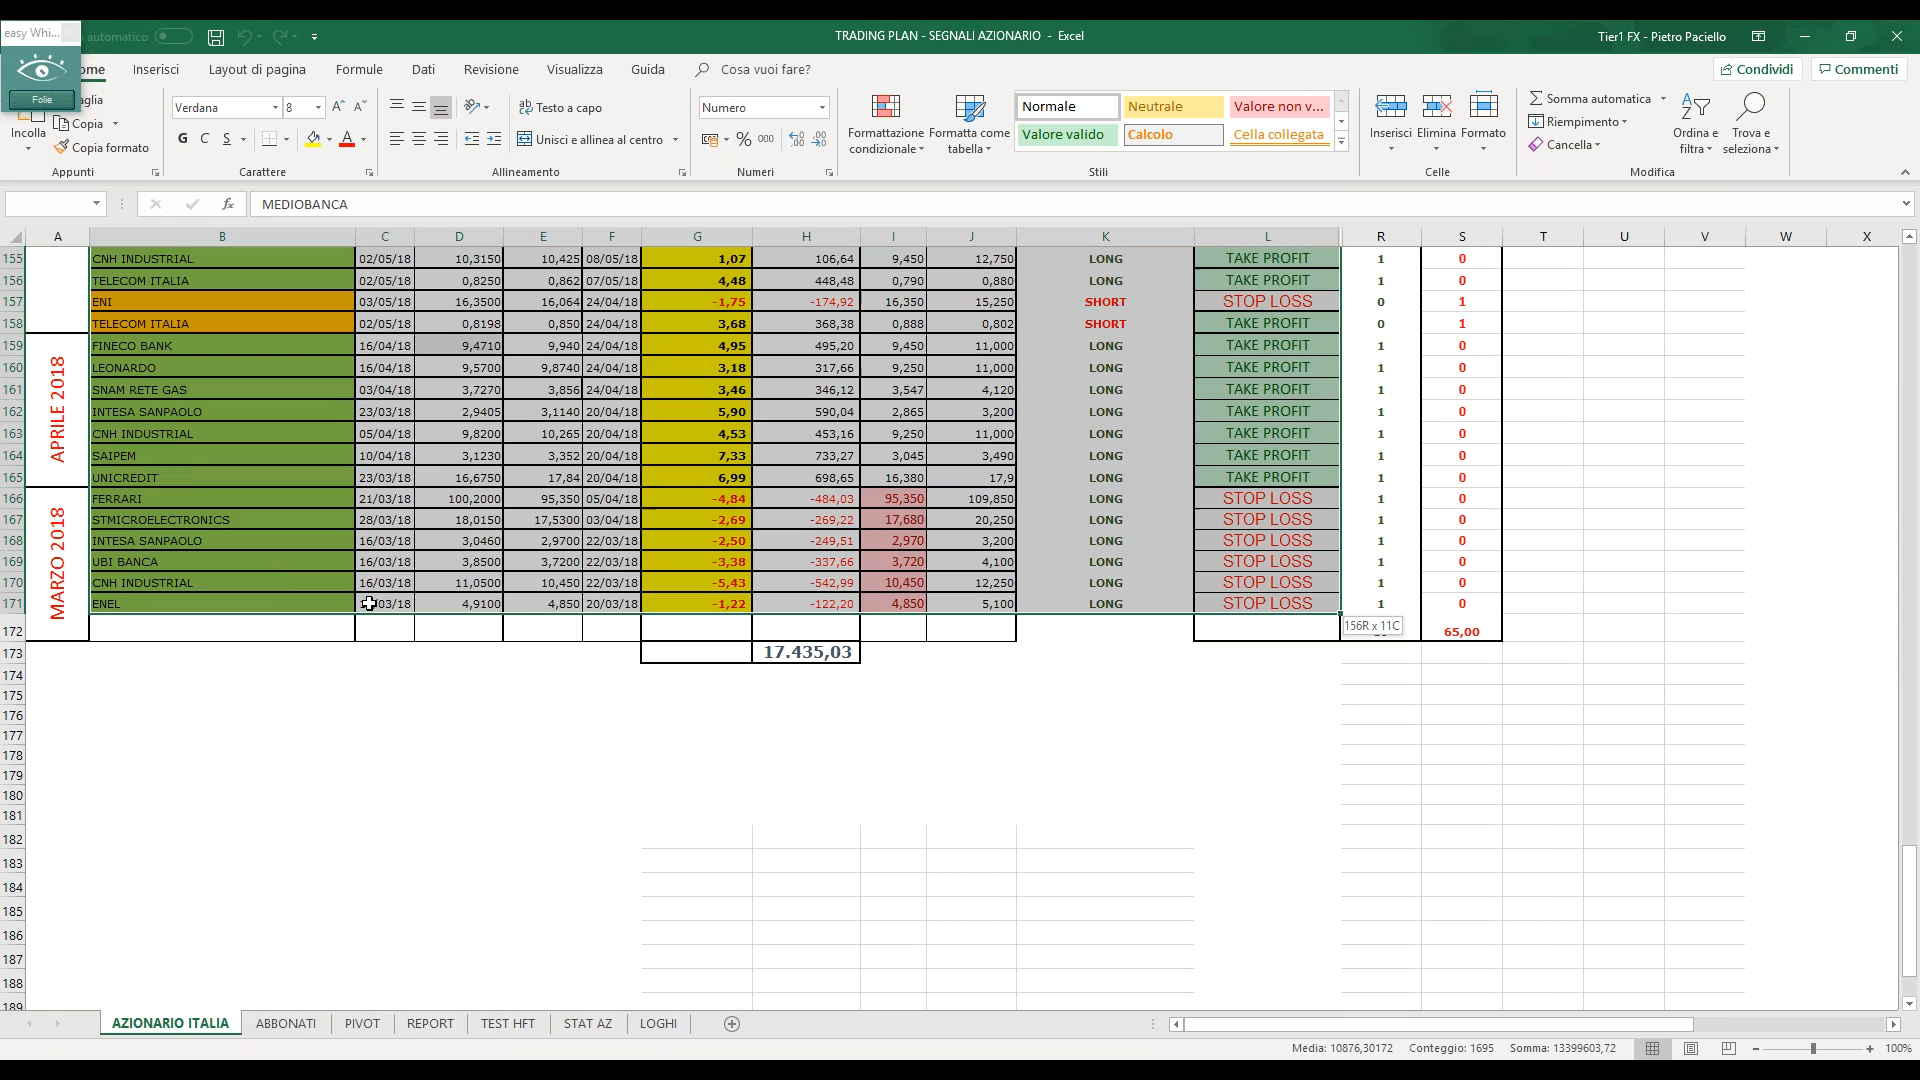 easy Whi...
automatico
TRADING PLAN - SEGNALI AZIONARIO - Excel
Tier1 FX - Pietro Paciello
Folie
ome
Inserisci
Layout di pagina
Formule
Dati
Revisione
Visualizza
Guida
Cosa vuoi fare?
Condividi
Commenti
Incolla
aglia
Copia
Copia formato
Appunti
Verdana
8
G C S
Carattere
Testo a capo
Unisci e allinea al centro
Allineamento
Numero
% 000
Numeri
Formattazione condizionale
Formatta come tabella
Normale
Neutrale
Valore non v...
Valore valido
Calcolo
Cella collegata
Stili
Inserisci
Elimina
Formato
Celle
Somma automatica
Riempimento
Cancella
Ordina e filtra
Trova e seleziona
Modifica
fx MEDIOBANCA
A B C D E F G H I J K L R S T U V W X
155 CNH INDUSTRIAL 02/05/18 10,3150 10,425 08/05/18 1,07 106,64 9,450 12,750 LONG TAKE PROFIT 1 0
156 TELECOM ITALIA 02/05/18 0,8250 0,862 07/05/18 4,48 448,48 0,790 0,880 LONG TAKE PROFIT 1 0
157 ENI 03/05/18 16,3500 16,064 24/04/18 -1,75 -174,92 16,350 15,250 SHORT STOP LOSS 0 1
158 TELECOM ITALIA 02/05/18 0,8198 0,850 24/04/18 3,68 368,38 0,888 0,802 SHORT TAKE PROFIT 0 1
APRILE 2018
159 FINECO BANK 16/04/18 9,4710 9,940 24/04/18 4,95 495,20 9,450 11,000 LONG TAKE PROFIT 1 0
160 LEONARDO 16/04/18 9,5700 9,8740 24/04/18 3,18 317,66 9,250 11,000 LONG TAKE PROFIT 1 0
161 SNAM RETE GAS 03/04/18 3,7270 3,856 24/04/18 3,46 346,12 3,547 4,120 LONG TAKE PROFIT 1 0
162 INTESA SANPAOLO 23/03/18 2,9405 3,1140 20/04/18 5,90 590,04 2,865 3,200 LONG TAKE PROFIT 1 0
163 CNH INDUSTRIAL 05/04/18 9,8200 10,265 20/04/18 4,53 453,16 9,250 11,000 LONG TAKE PROFIT 1 0
164 SAIPEM 10/04/18 3,1230 3,352 20/04/18 7,33 733,27 3,045 3,490 LONG TAKE PROFIT 1 0
165 UNICREDIT 23/03/18 16,6750 17,84 20/04/18 6,99 698,65 16,380 17,9 LONG TAKE PROFIT 1 0
MARZO 2018
166 FERRARI 21/03/18 100,2000 95,350 05/04/18 -4,84 -484,03 95,350 109,850 LONG STOP LOSS 1 0
167 STMICROELECTRONICS 28/03/18 18,0150 17,5300 03/04/18 -2,69 -269,22 17,680 20,250 LONG STOP LOSS 1 0
168 INTESA SANPAOLO 16/03/18 3,0460 2,9700 22/03/18 -2,50 -249,51 2,970 3,200 LONG STOP LOSS 1 0
169 UBI BANCA 16/03/18 3,8500 3,7200 22/03/18 -3,38 -337,66 3,720 4,100 LONG STOP LOSS 1 0
170 CNH INDUSTRIAL 16/03/18 11,0500 10,450 22/03/18 -5,43 -542,99 10,450 12,250 LONG STOP LOSS 1 0
171 ENEL /03/18 4,9100 4,850 20/03/18 -1,22 -122,20 4,850 5,100 LONG STOP LOSS 1 0
156R x 11C
172 65,00
173 17.435,03
174
175
176
177
178
179
180
181
182
183
184
185
186
187
188
189
AZIONARIO ITALIA
ABBONATI
PIVOT
REPORT
TEST HFT
STAT AZ
LOGHI
Media: 10876,30172 Conteggio: 1695 Somma: 13399603,72
100%